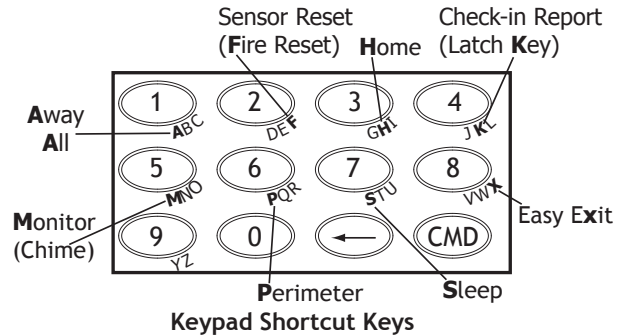 Sensor Reset
(Fire Reset)
Home
Check-in Report
(Latch Key)
Away
All
1
ABC
2
DEF
3
GHI
4
JKL
5
MNO
6
PQR
7
STU
8
VWX
Monitor
(Chime)
Easy Exit
9
YZ
0
CMD
Perimeter
Sleep
Keypad Shortcut Keys